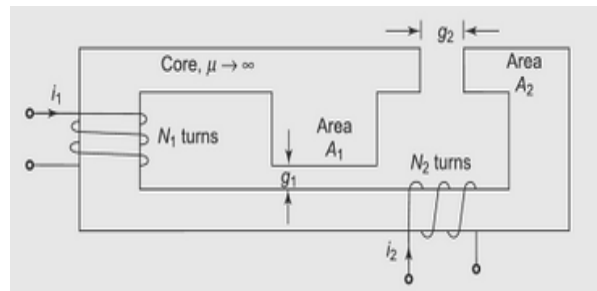 g₂
Core, μ → ∞
Area
A₂
i₁
N₁ turns
Area
A₁
N₂ turns
g₁
i₂